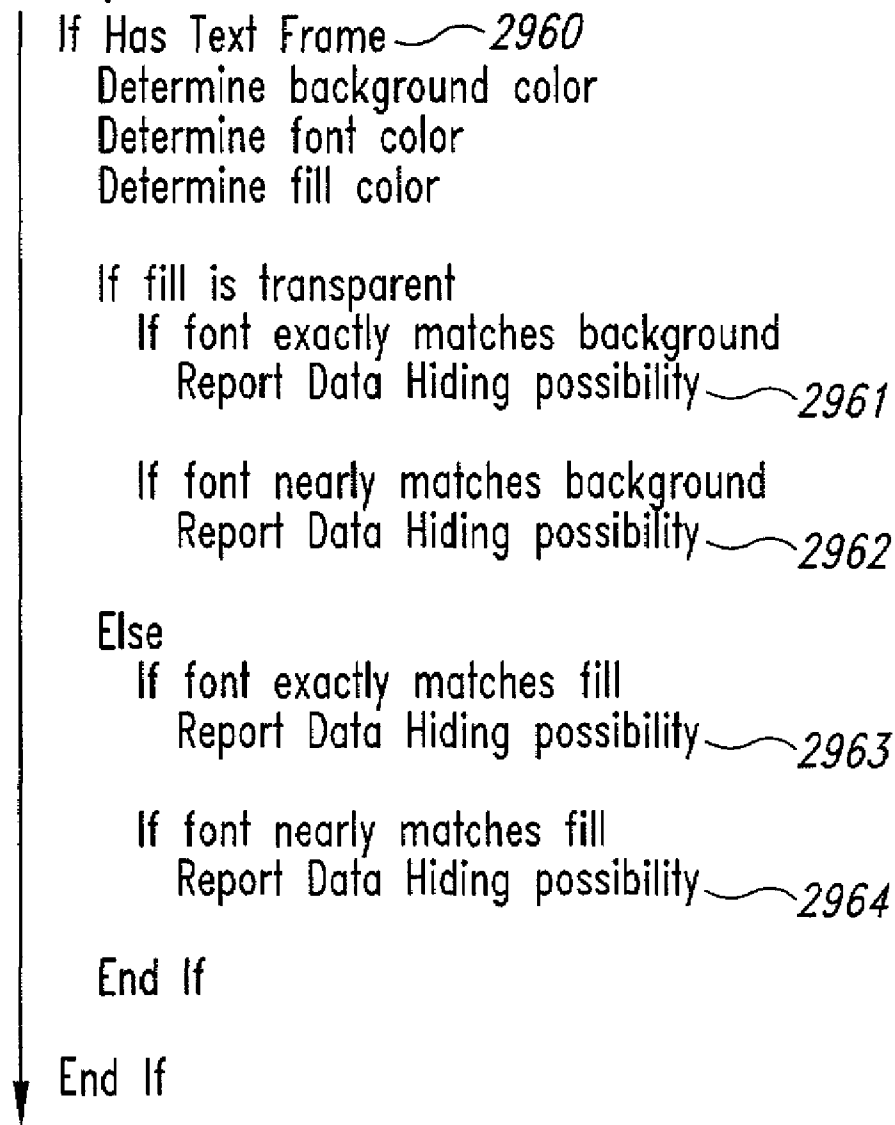 If Has Text Frame 2960
Determine background color
Determine font color
Determine fill color
If fill is transparent
If font exactly matches background
Report Data Hiding possibility 2961
If font nearly matches background
Report Data Hiding possibility 2962
Else
If font exactly matches fill
Report Data Hiding possibility 2963
If font nearly matches fill
Report Data Hiding possibility 2964
End If
End If